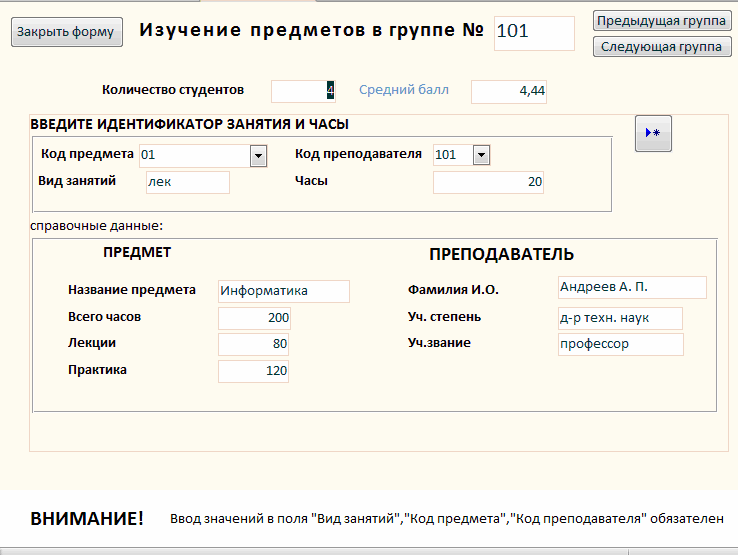 Закрыть форму
Изучение предметов в группе № 101
Предыдущая группа
Следующая группа
Количество студентов 4 Средний балл 4,44
ВВЕДИТЕ ИДЕНТИФИКАТОР ЗАНЯТИЯ И ЧАСЫ
Код предмета 01 Код преподавателя 101
Вид занятий лек Часы 20
справочные данные:
ПРЕДМЕТ ПРЕПОДАВАТЕЛЬ
Название предмета Информатика Фамилия И.О. Андреев А. П.
Всего часов 200 Уч. степень д-р техн. наук
Лекции 80 Уч.звание профессор
Практика 120
ВНИМАНИЕ! Ввод значений в поля "Вид занятий","Код предмета","Код преподавателя" обязателен